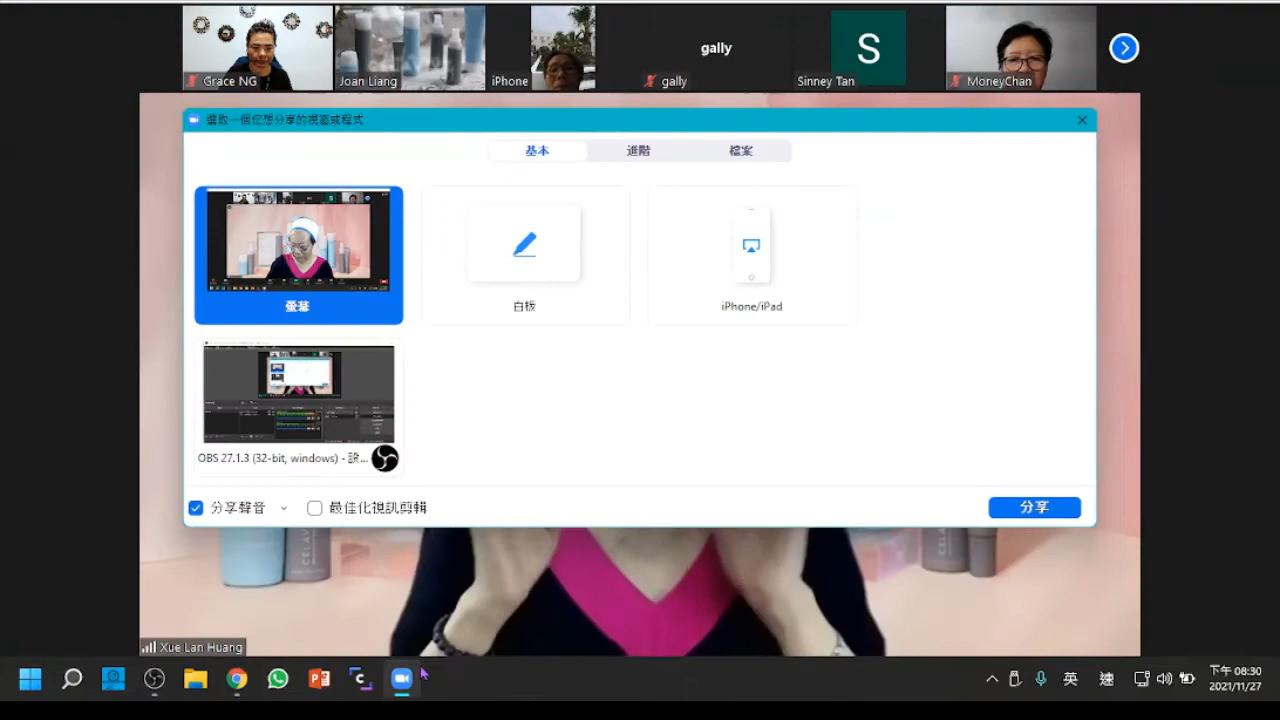 Grace NG
Joan Liang
iPhone
gally
gally
S
Sinney Tan
MoneyChan
選取一個您想分享的視窗或程式
基本
進階
檔案
螢幕
白板
iPhone/iPad
OBS 27.1.3 (32-bit, windows) - 設...
分享聲音
最佳化視訊剪輯
分享
Xue Lan Huang
英
速
下午 08:30
2021/11/27